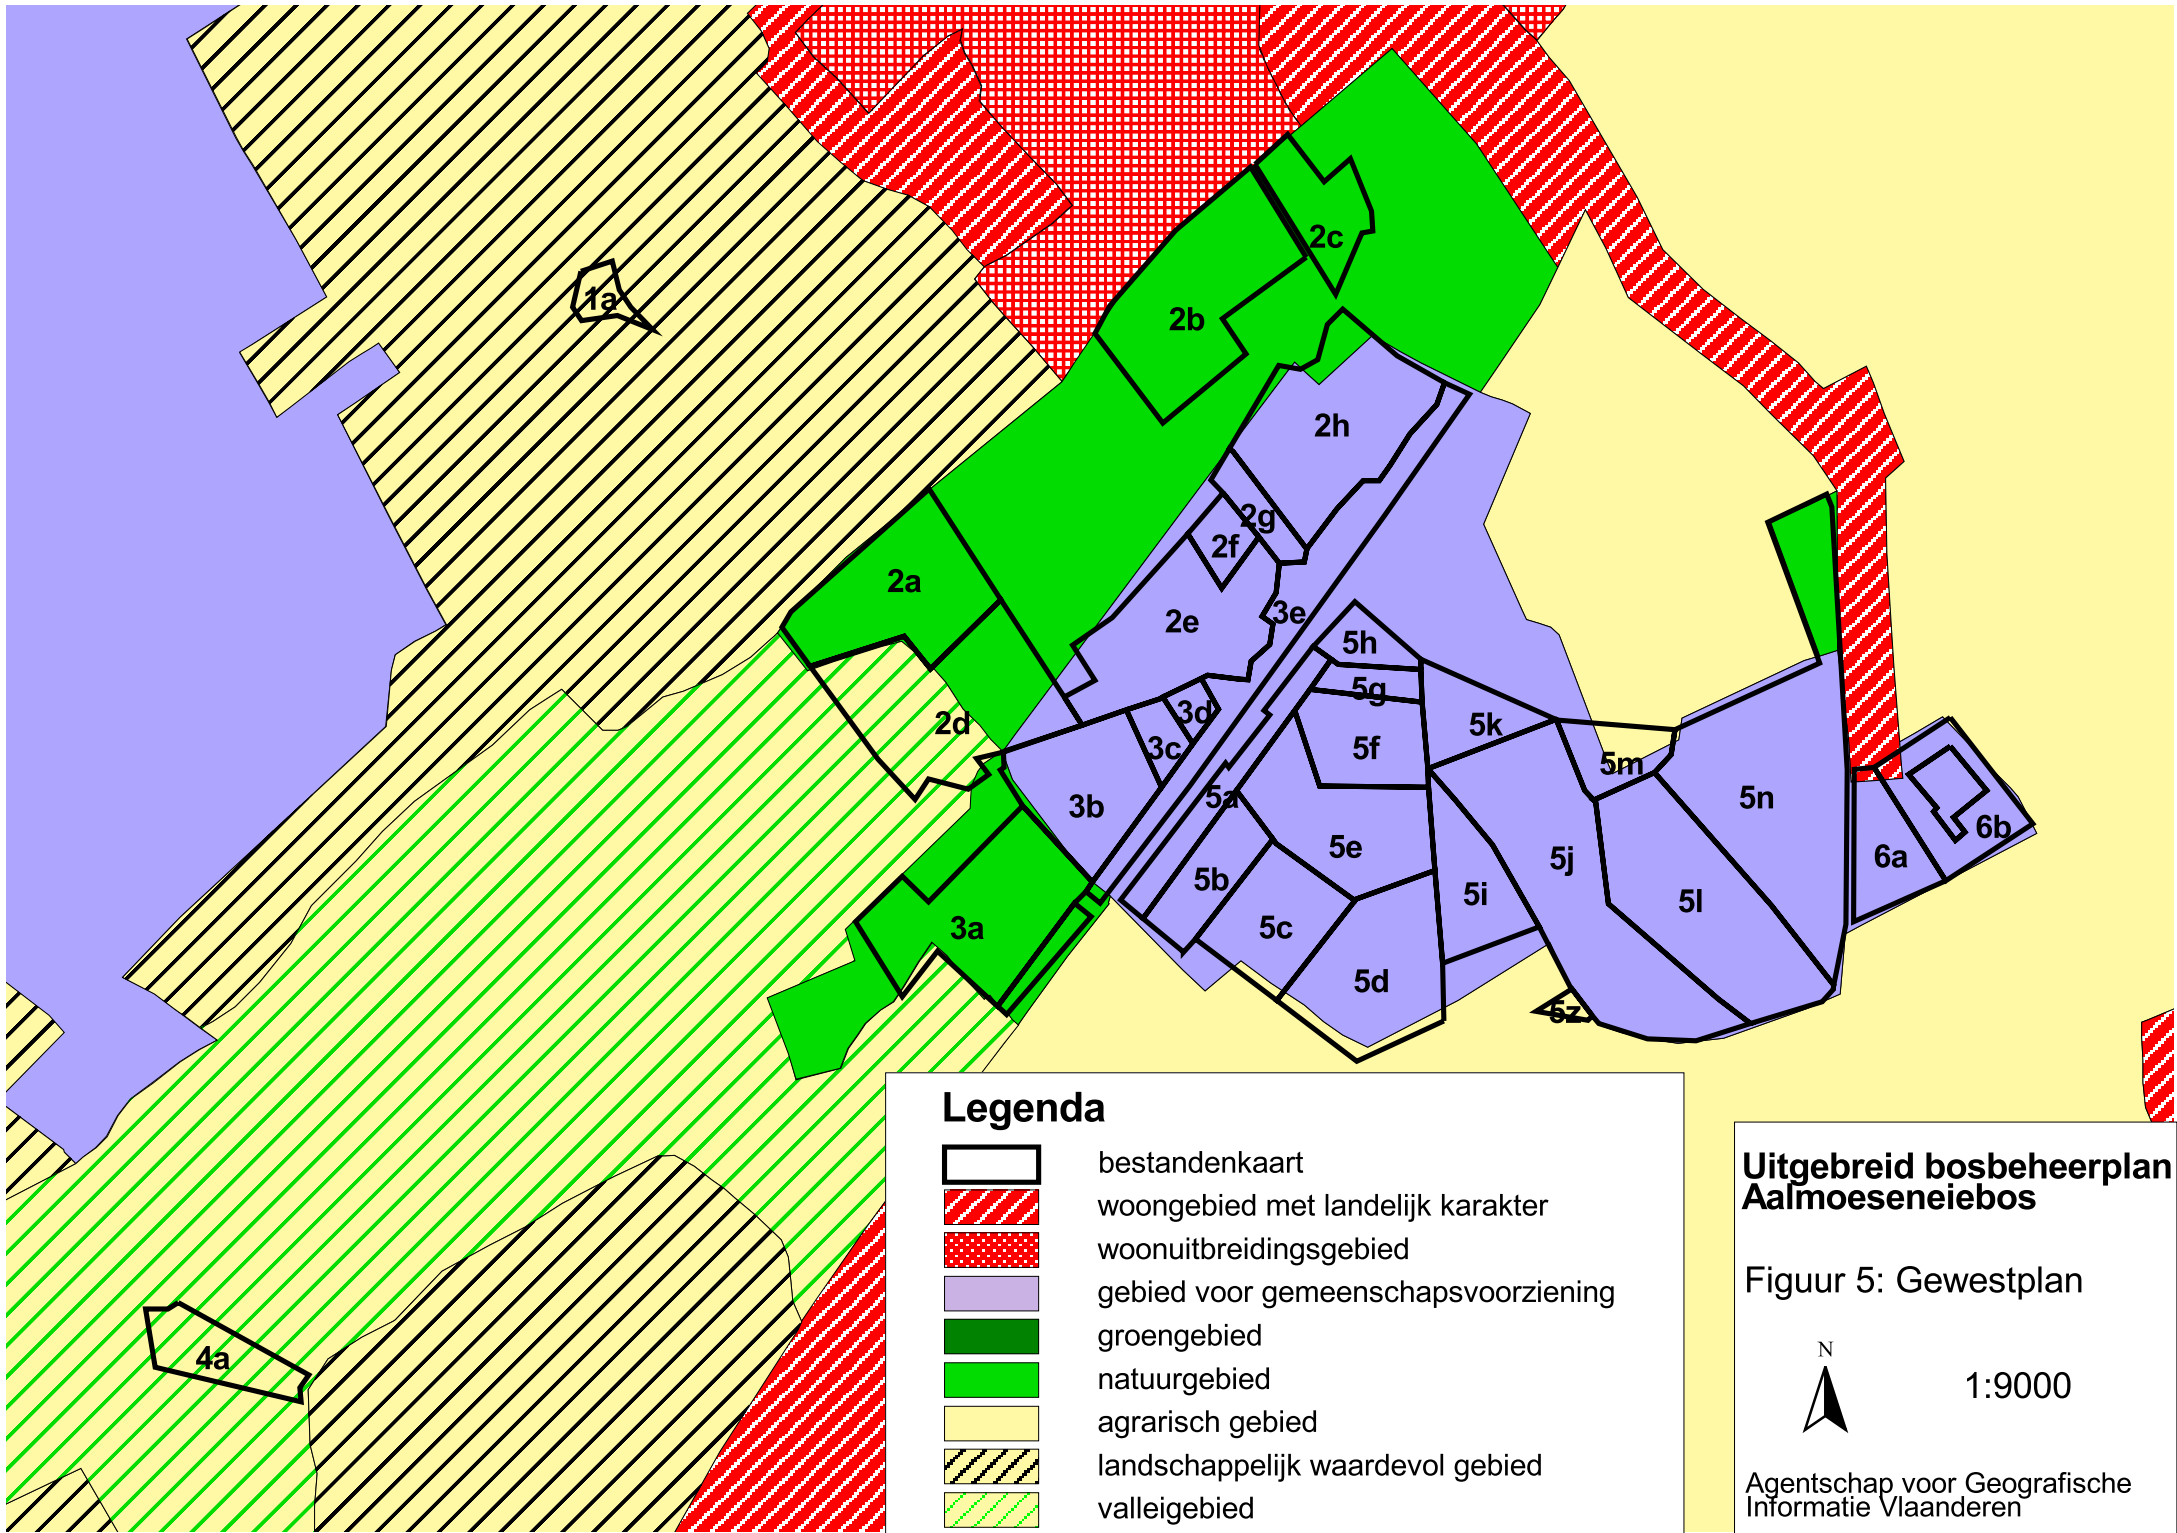 1a
2c
2b
2h
2g
2f
2a
2e
3e
5h
5g
2d
3d
5k
3c
5f
5m
5a
3b
5n
6b
5e
6a
5j
5b
5i
5l
3a
5c
5d
5z
4a
Legenda
bestandenkaart
woongebied met landelijk karakter
woonuitbreidingsgebied
gebied voor gemeenschapsvoorziening
groengebied
natuurgebied
agrarisch gebied
landschappelijk waardevol gebied
valleigebied
Uitgebreid bosbeheerplan
Aalmoeseneiebos
Figuur 5: Gewestplan
N
1:9000
Agentschap voor Geografische
Informatie Vlaanderen